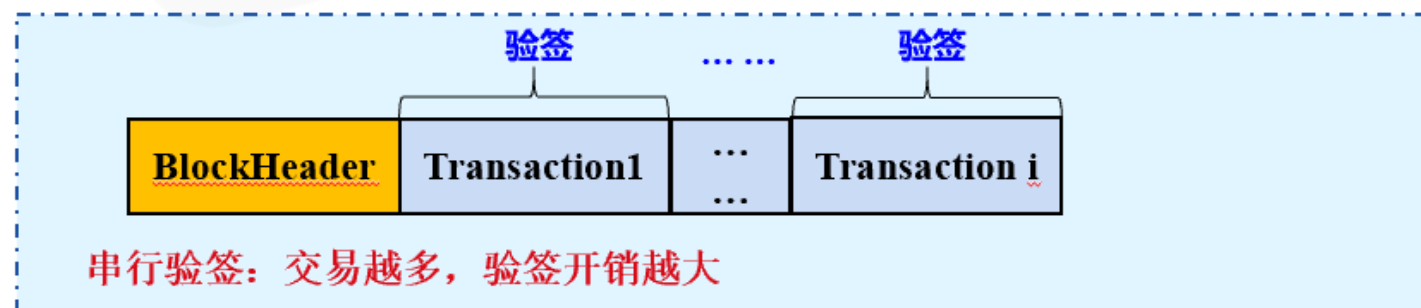 验签 … … 验签
BlockHeader Transaction1 … Transaction i
…
串行验签：交易越多，验签开销越大